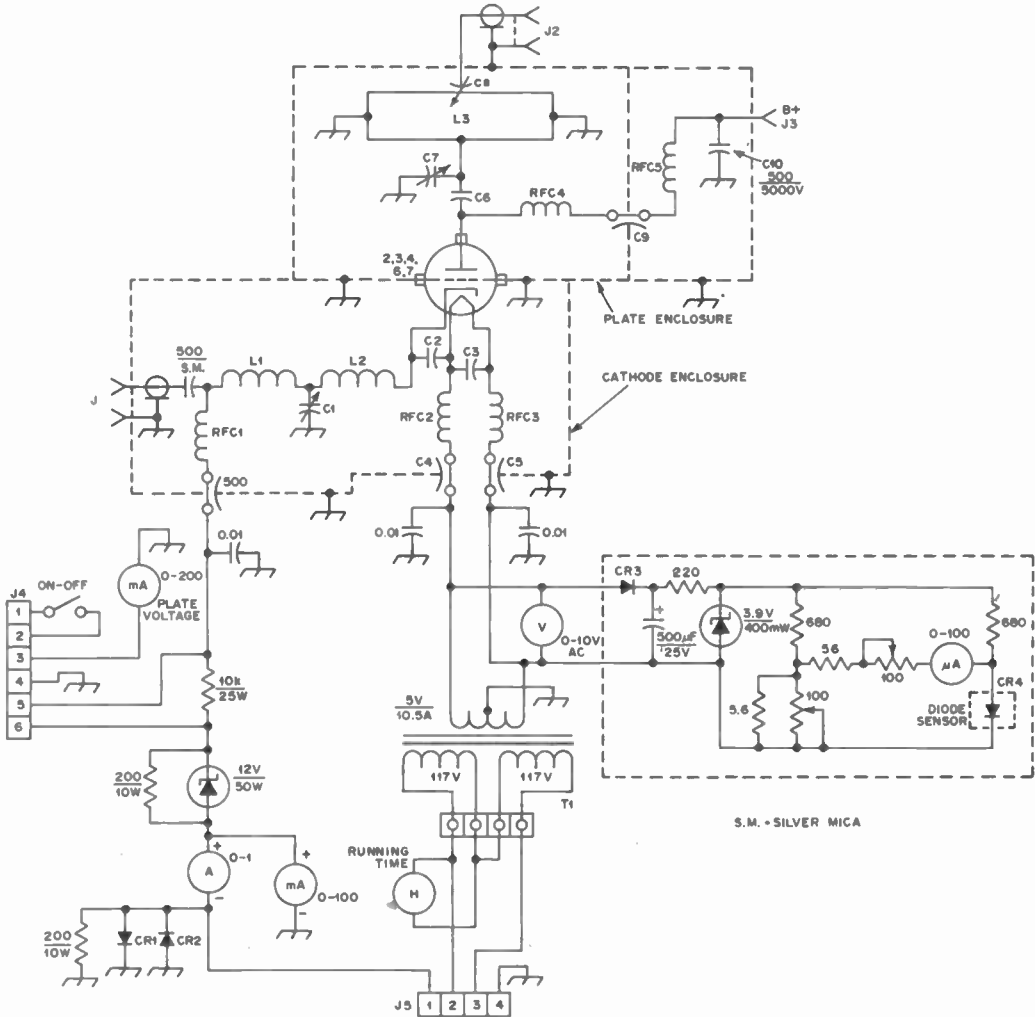 J2
C8
L3
B+
J3
C7
C10
500
5000V
RFC5
C6
RFC4
C9
2,3,4,
6,7
PLATE ENCLOSURE
C2
C3
500
S.M.
L1
L2
CATHODE ENCLOSURE
J
C1
RFC1
RFC2
RFC3
C4
C5
500
0.01
0.01
0.01
0-200
mA
PLATE
VOLTAGE
J4
ON-OFF
1
2
3
4
5
6
10k
25W
V
0-10V
AC
CR3
220
500μF
25V
+
3.9V
400mW
680
680
56
100
0-100
μA
5.6
100
CR4
DIODE
SENSOR
5V
10.5A
117V
117V
T1
S.M. = SILVER MICA
200
10W
12V
50W
+
A
0-1
-
+
mA
0-100
-
RUNNING
TIME
H
200
10W
CR1
CR2
J5
1
2
3
4